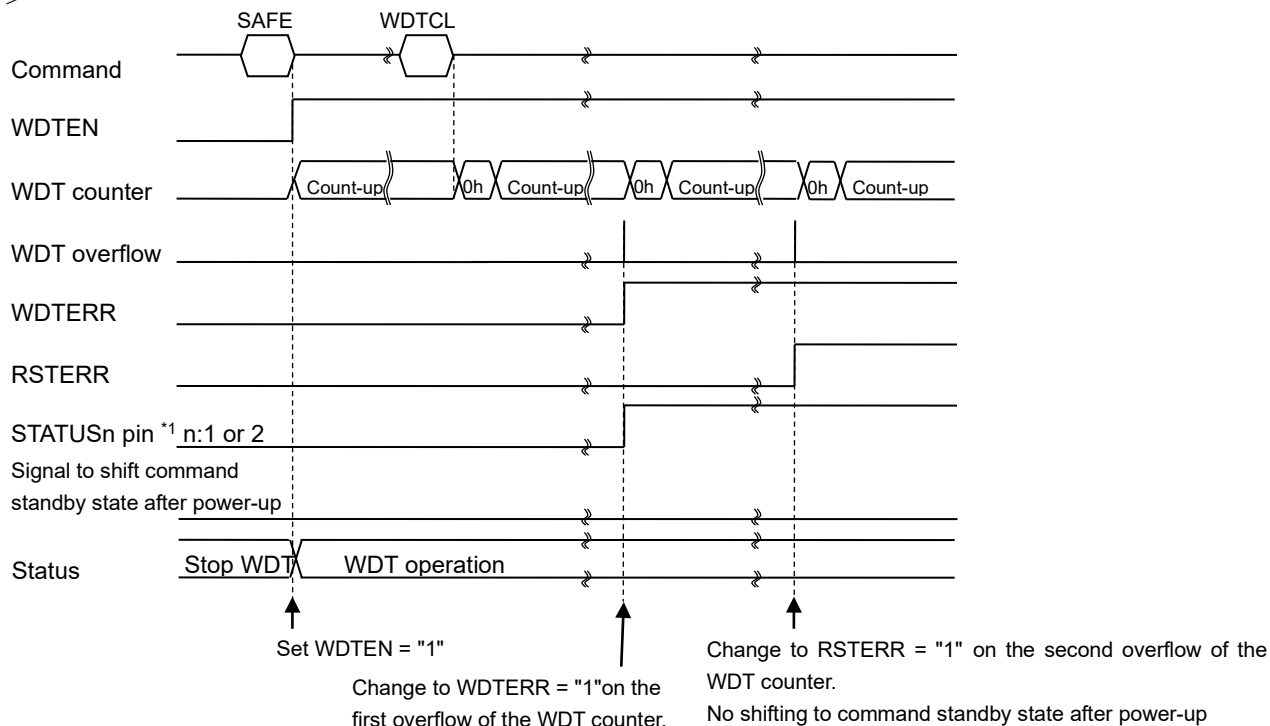 SAFE WDTCL
Command
WDTEN
WDT counter Count-up 0h Count-up 0h Count-up 0h Count-up
WDT overflow
WDTERR
RSTERR
STATUSn pin *1 n:1 or 2
Signal to shift command
standby state after power-up
Status Stop WDT WDT operation
Set WDTEN = "1"
Change to WDTERR = "1"on the
first overflow of the WDT counter.
Change to RSTERR = "1" on the second overflow of the
WDT counter.
No shifting to command standby state after power-up